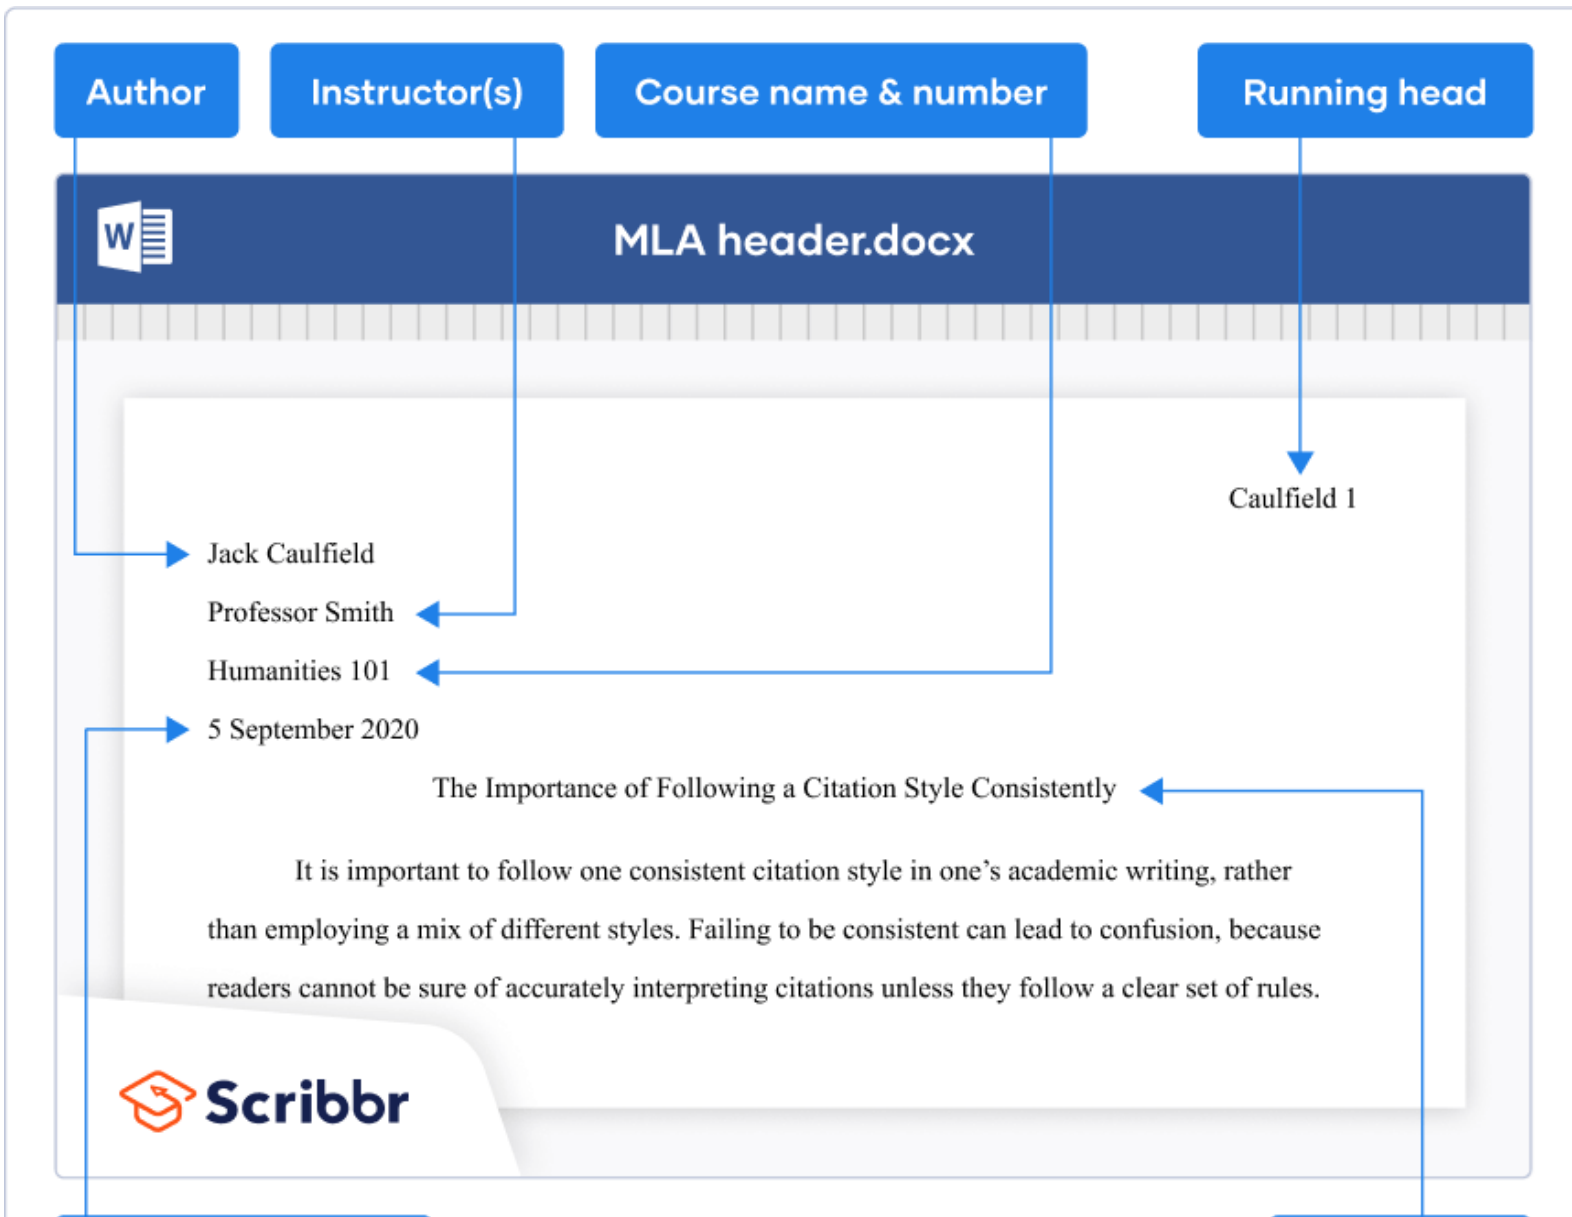 Author Instructor(s) Course name & number Running head
W MLA header.docx
Caulfield 1
Jack Caulfield
Professor Smith
Humanities 101
5 September 2020
The Importance of Following a Citation Style Consistently
It is important to follow one consistent citation style in one’s academic writing, rather
than employing a mix of different styles. Failing to be consistent can lead to confusion, because
readers cannot be sure of accurately interpreting citations unless they follow a clear set of rules.
Scribbr